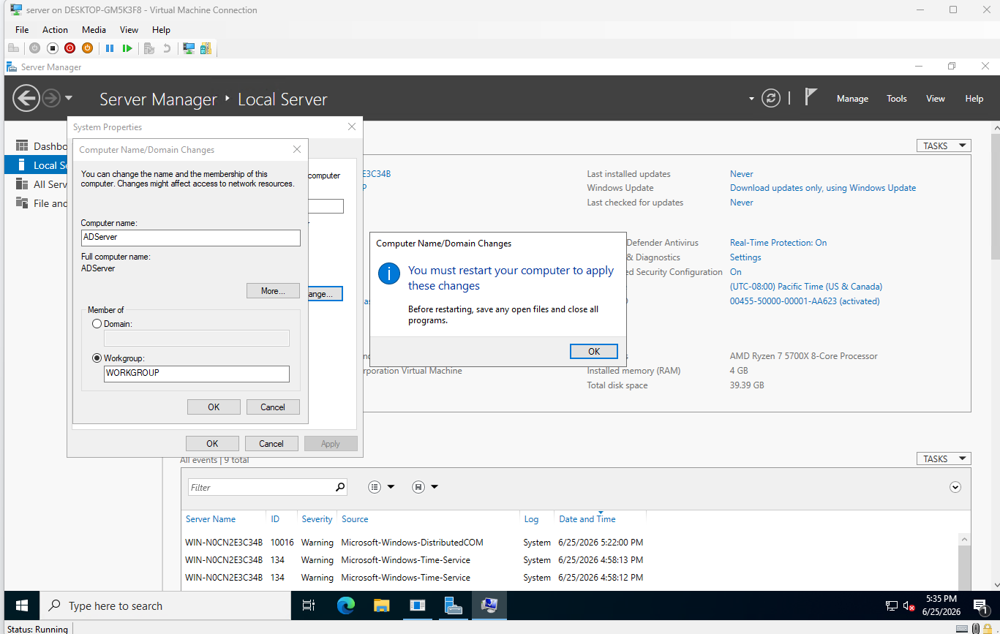 server on DESKTOP-GM5K3F8 - Virtual Machine Connection
File Action Media View Help
Server Manager
Server Manager ‣ Local Server
Manage Tools View Help
System Properties
Computer Name/Domain Changes
You can change the name and the membership of this
computer. Changes might affect access to network resources.
Computer name:
ADServer
Full computer name:
ADServer
More...
Member of
Domain:
Workgroup:
WORKGROUP
OK Cancel
OK Cancel Apply
computer
ange...
Dashbo
Local Se
All Serv
File and
TASKS
E3C34B
Last installed updates Never
Windows Update Download updates only, using Windows Update
Last checked for updates Never
Defender Antivirus Real-Time Protection: On
& Diagnostics Settings
ed Security Configuration On
(UTC-08:00) Pacific Time (US & Canada)
00455-50000-00001-AA623 (activated)
Computer Name/Domain Changes
You must restart your computer to apply
these changes
Before restarting, save any open files and close all
programs.
OK
AMD Ryzen 7 5700X 8-Core Processor
rporation Virtual Machine Installed memory (RAM) 4 GB
Total disk space 39.39 GB
All events | 9 total
TASKS
Filter
Server Name ID Severity Source Log Date and Time
WIN-N0CN2E3C34B 10016 Warning Microsoft-Windows-DistributedCOM System 6/25/2026 5:22:00 PM
WIN-N0CN2E3C34B 134 Warning Microsoft-Windows-Time-Service System 6/25/2026 4:58:13 PM
WIN-N0CN2E3C34B 134 Warning Microsoft-Windows-Time-Service System 6/25/2026 4:58:12 PM
Type here to search
5:35 PM
6/25/2026
1
Status: Running